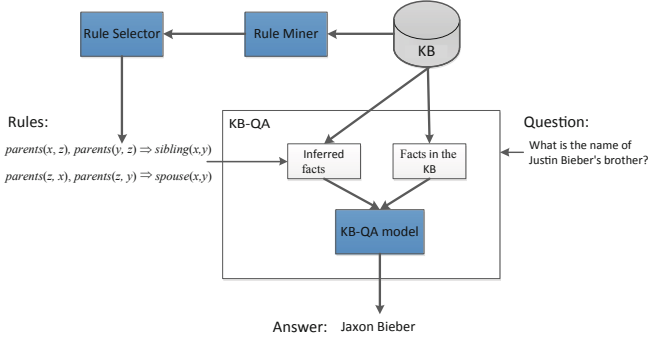 Rule Selector
Rule Miner
KB
Rules:
parents(x, z), parents(y, z) ⇒ sibling(x,y)
parents(z, x), parents(z, y) ⇒ spouse(x,y)
KB-QA
Inferred
facts
Facts in the
KB
KB-QA model
Question:
What is the name of
Justin Bieber's brother?
Answer: Jaxon Bieber